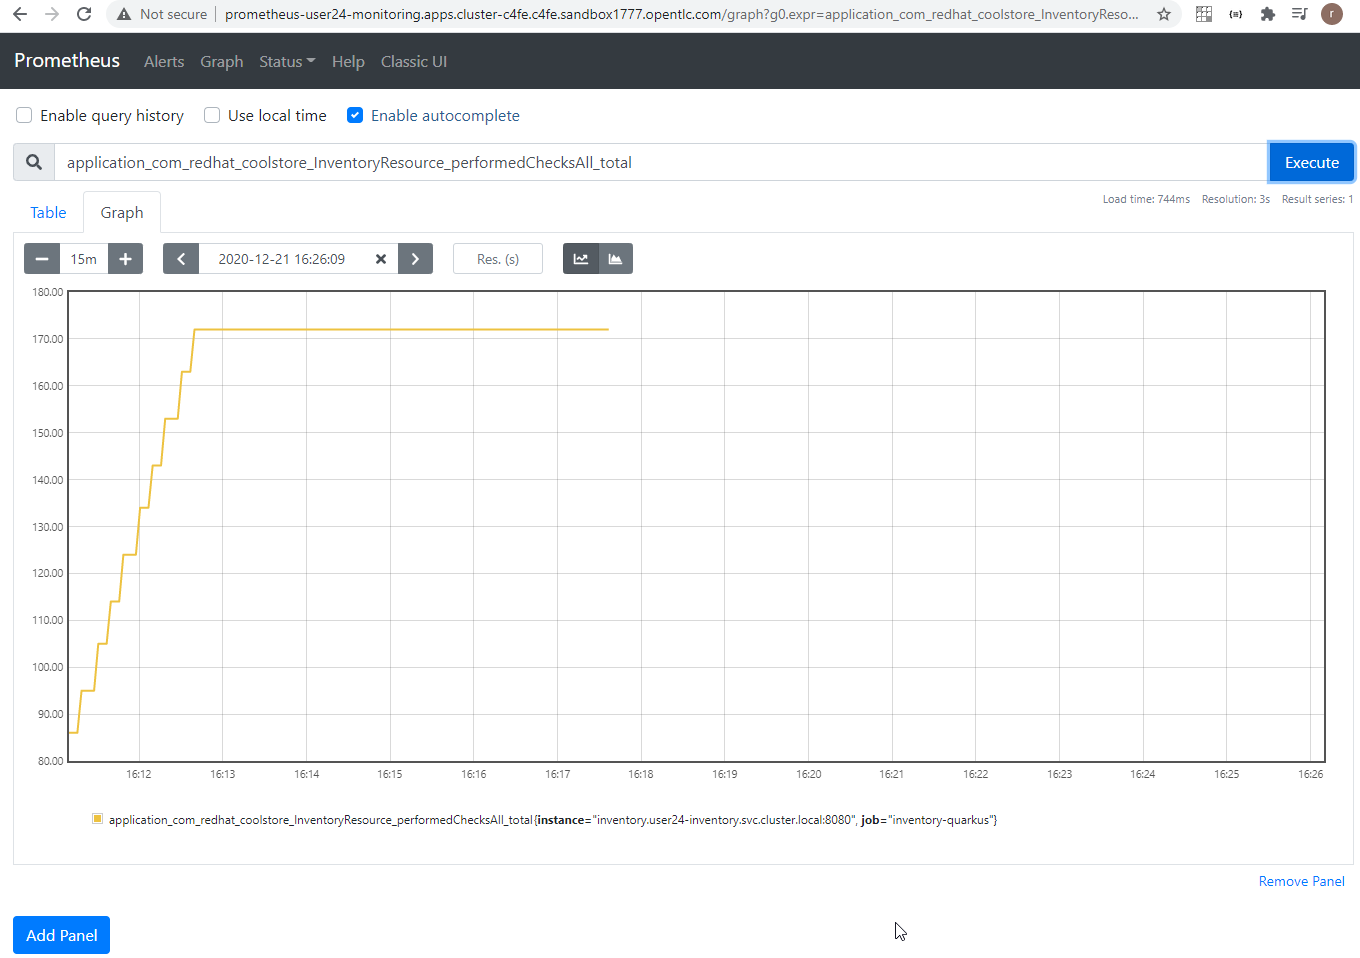 Not secure prometheus-user24-monitoring.apps.cluster-c4fe.c4fe.sandbox1777.opentlc.com/graph?g0.expr=application_com_redhat_coolstore_InventoryReso... r
Prometheus Alerts Graph Status Help Classic UI
Enable query history Use local time Enable autocomplete
application_com_redhat_coolstore_InventoryResource_performedChecksAll_total Execute
Load time: 744ms Resolution: 3s Result series: 1
Table Graph
15m 2020-12-21 16:26:09 Res. (s)
180.00
170.00
160.00
150.00
140.00
130.00
120.00
110.00
100.00
90.00
80.00
16:12 16:13 16:14 16:15 16:16 16:17 16:18 16:19 16:20 16:21 16:22 16:23 16:24 16:25 16:26
application_com_redhat_coolstore_InventoryResource_performedChecksAll_total{instance="inventory.user24-inventory.svc.cluster.local:8080", job="inventory-quarkus"}
Remove Panel
Add Panel